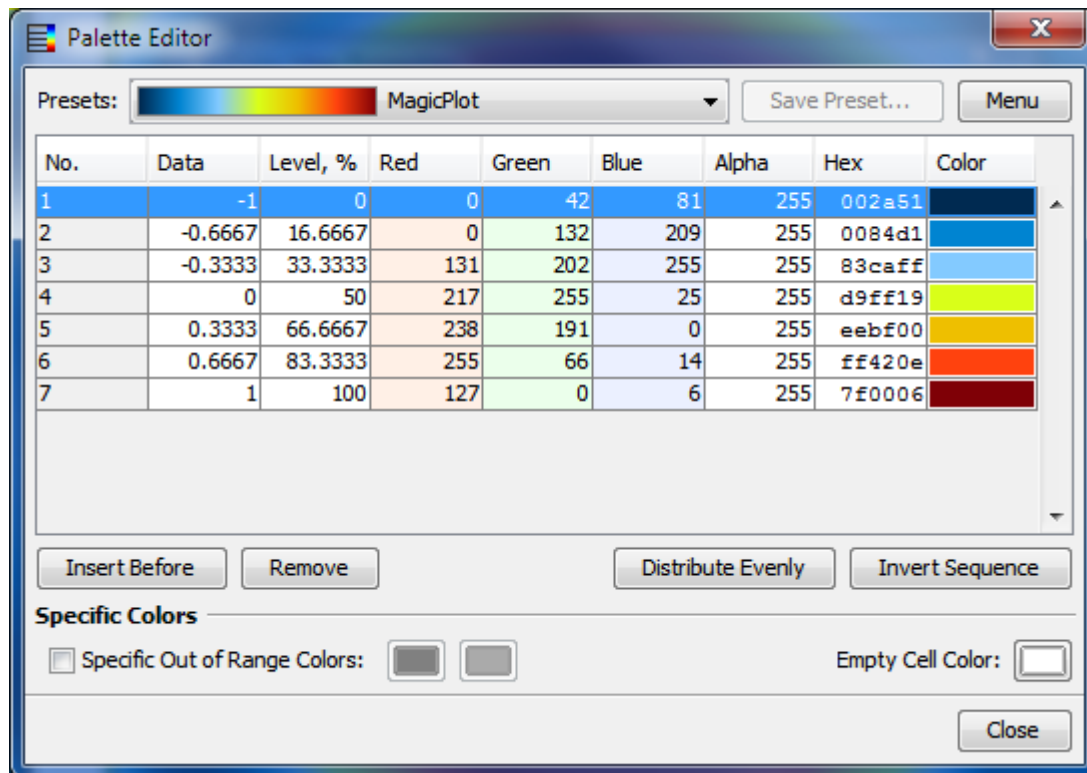 Palette Editor
Presets: MagicPlot Save Preset... Menu
No. Data Level, % Red Green Blue Alpha Hex Color
1 -1 0 0 42 81 255 002a51
2 -0.6667 16.6667 0 132 209 255 0084d1
3 -0.3333 33.3333 131 202 255 255 83caff
4 0 50 217 255 25 255 d9ff19
5 0.3333 66.6667 238 191 0 255 eebf00
6 0.6667 83.3333 255 66 14 255 ff420e
7 1 100 127 0 6 255 7f0006
Insert Before Remove Distribute Evenly Invert Sequence
Specific Colors
Specific Out of Range Colors: Empty Cell Color:
Close